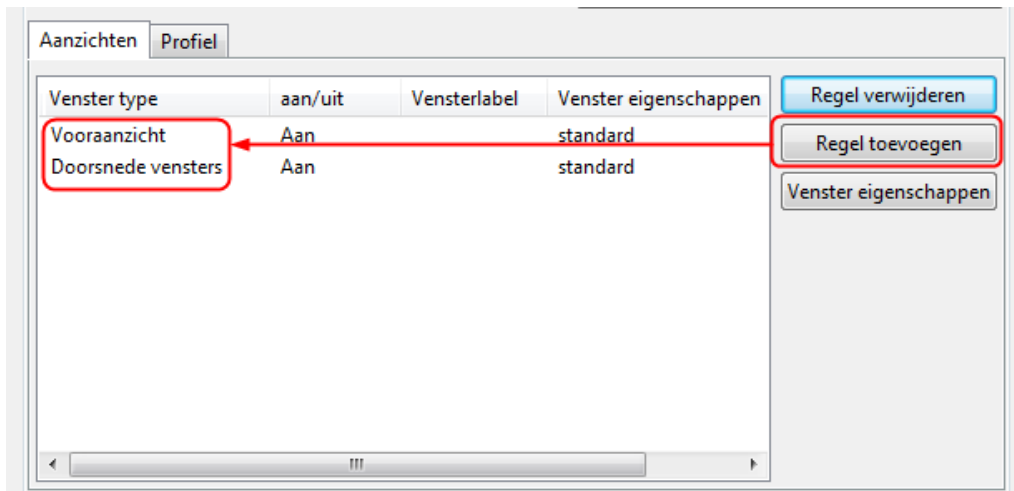 Aanzichten Profiel
Venster type aan/uit Vensterlabel Venster eigenschappen
Vooraanzicht Aan standard
Doorsnede vensters Aan standard
Regel verwijderen
Regel toevoegen
Venster eigenschappen